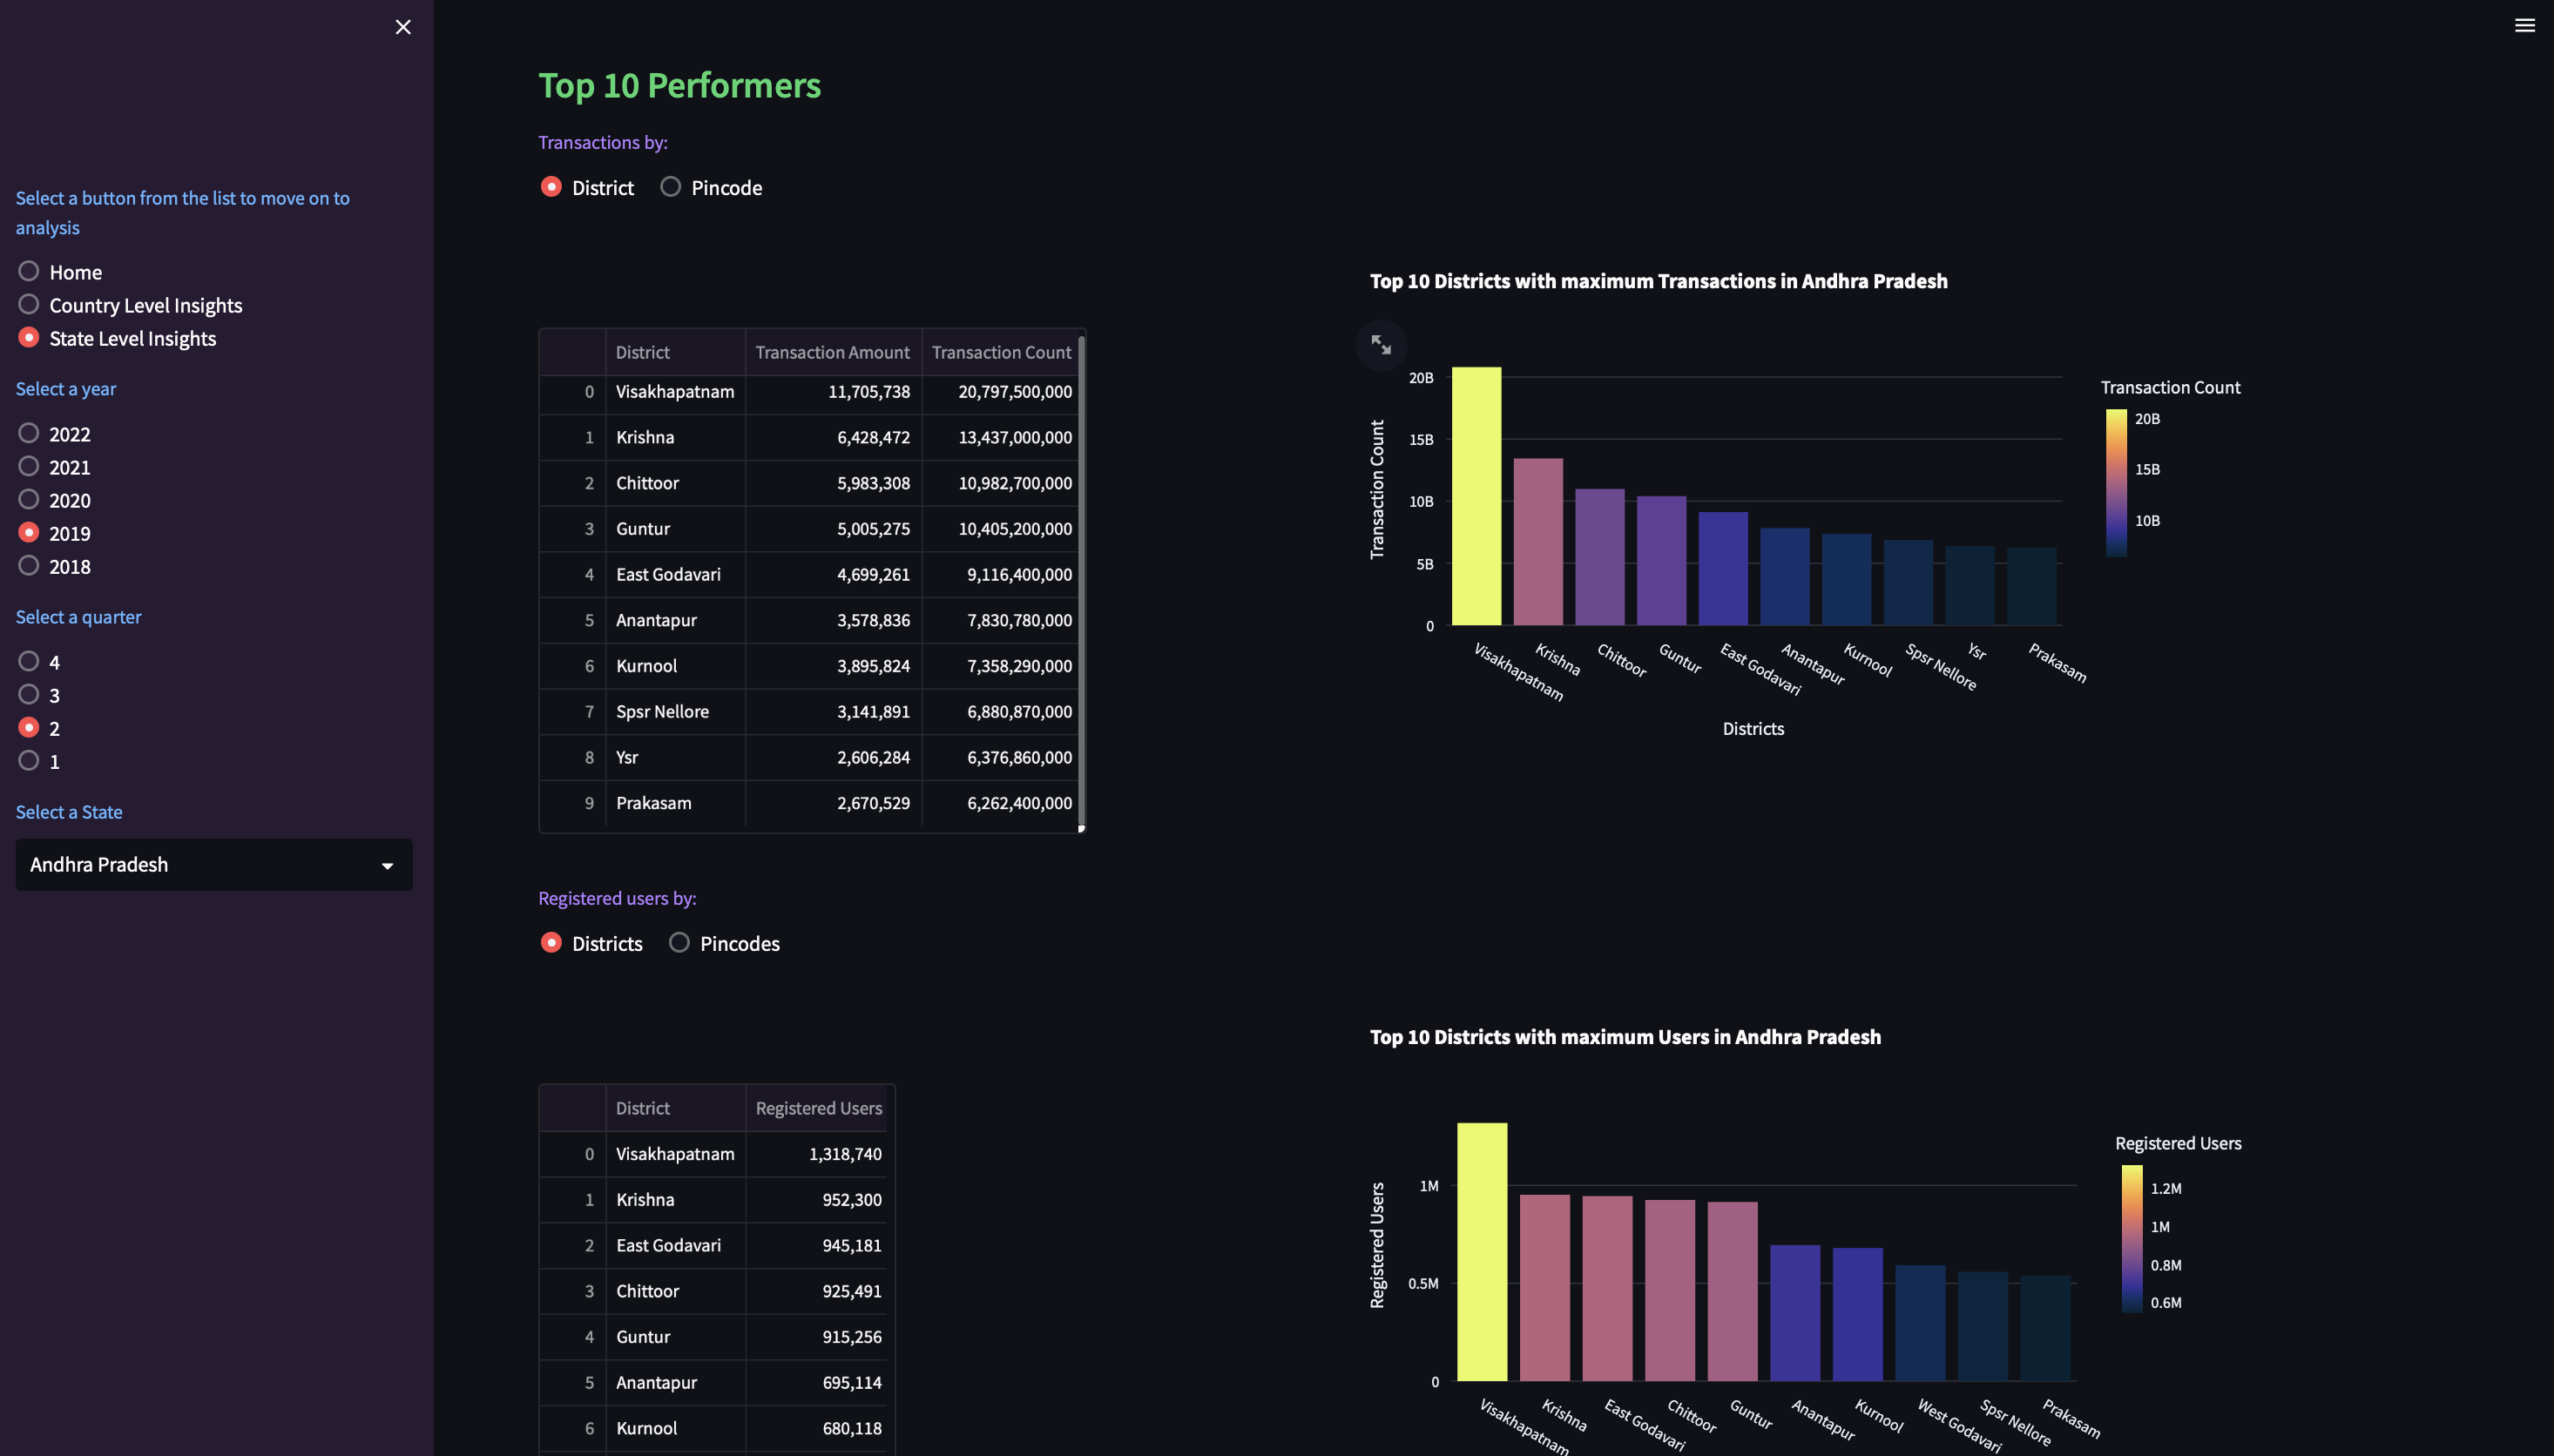 Select a button from the list to move on to
analysis
Home
Country Level Insights
State Level Insights
Select a year
2022
2021
2020
2019
2018
Select a quarter
4
3
2
1
Select a State
Andhra Pradesh
Top 10 Performers
Transactions by:
District Pincode
District Transaction Amount Transaction Count
0 Visakhapatnam 11,705,738 20,797,500,000
1 Krishna 6,428,472 13,437,000,000
2 Chittoor 5,983,308 10,982,700,000
3 Guntur 5,005,275 10,405,200,000
4 East Godavari 4,699,261 9,116,400,000
5 Anantapur 3,578,836 7,830,780,000
6 Kurnool 3,895,824 7,358,290,000
7 Spsr Nellore 3,141,891 6,880,870,000
8 Ysr 2,606,284 6,376,860,000
9 Prakasam 2,670,529 6,262,400,000
Top 10 Districts with maximum Transactions in Andhra Pradesh
Transaction Count
20B
15B
10B
5B
0
Visakhapatnam Krishna Chittoor Guntur East Godavari Anantapur Kurnool Spsr Nellore Ysr Prakasam
Districts
Transaction Count
20B
15B
10B
Registered users by:
Districts Pincodes
District Registered Users
0 Visakhapatnam 1,318,740
1 Krishna 952,300
2 East Godavari 945,181
3 Chittoor 925,491
4 Guntur 915,256
5 Anantapur 695,114
6 Kurnool 680,118
Top 10 Districts with maximum Users in Andhra Pradesh
Registered Users
1M
0.5M
0
Visakhapatnam Krishna East Godavari Chittoor Guntur Anantapur Kurnool West Godavari Spsr Nellore Prakasam
Registered Users
1.2M
1M
0.8M
0.6M